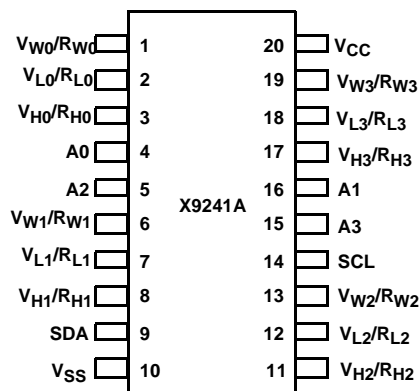 VW0/RW0 1 20 VCC
VL0/RL0 2 19 VW3/RW3
VH0/RH0 3 18 VL3/RL3
A0 4 17 VH3/RH3
A2 5 16 A1
X9241A
VW1/RW1 6 15 A3
VL1/RL1 7 14 SCL
VH1/RH1 8 13 VW2/RW2
SDA 9 12 VL2/RL2
VSS 10 11 VH2/RH2